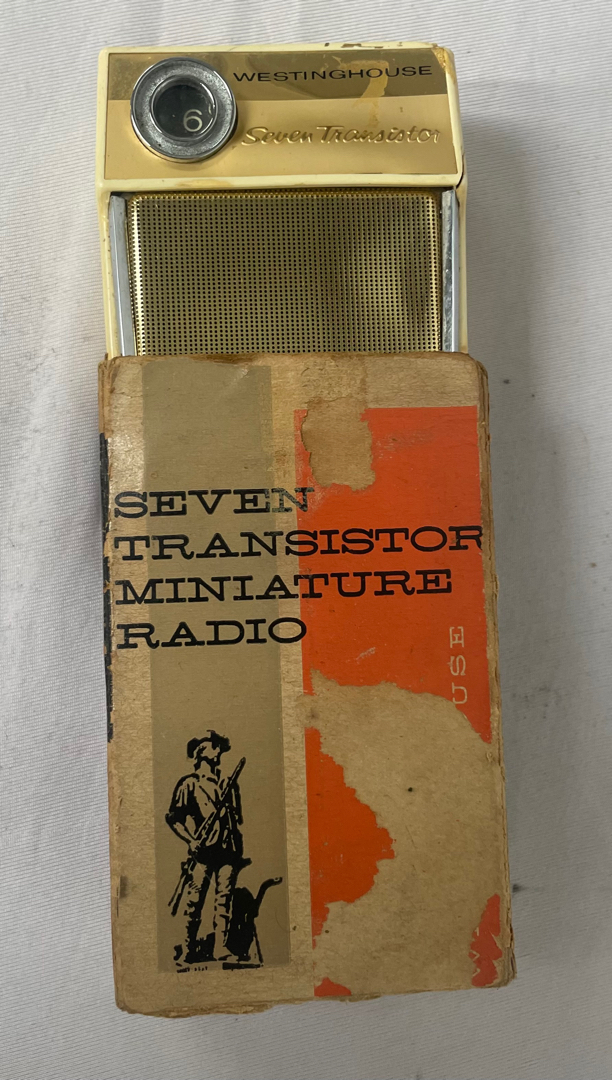 WESTINGHOUSE
6
Seven Transistor
SEVEN
TRANSISTOR
MINIATURE
RADIO
USE